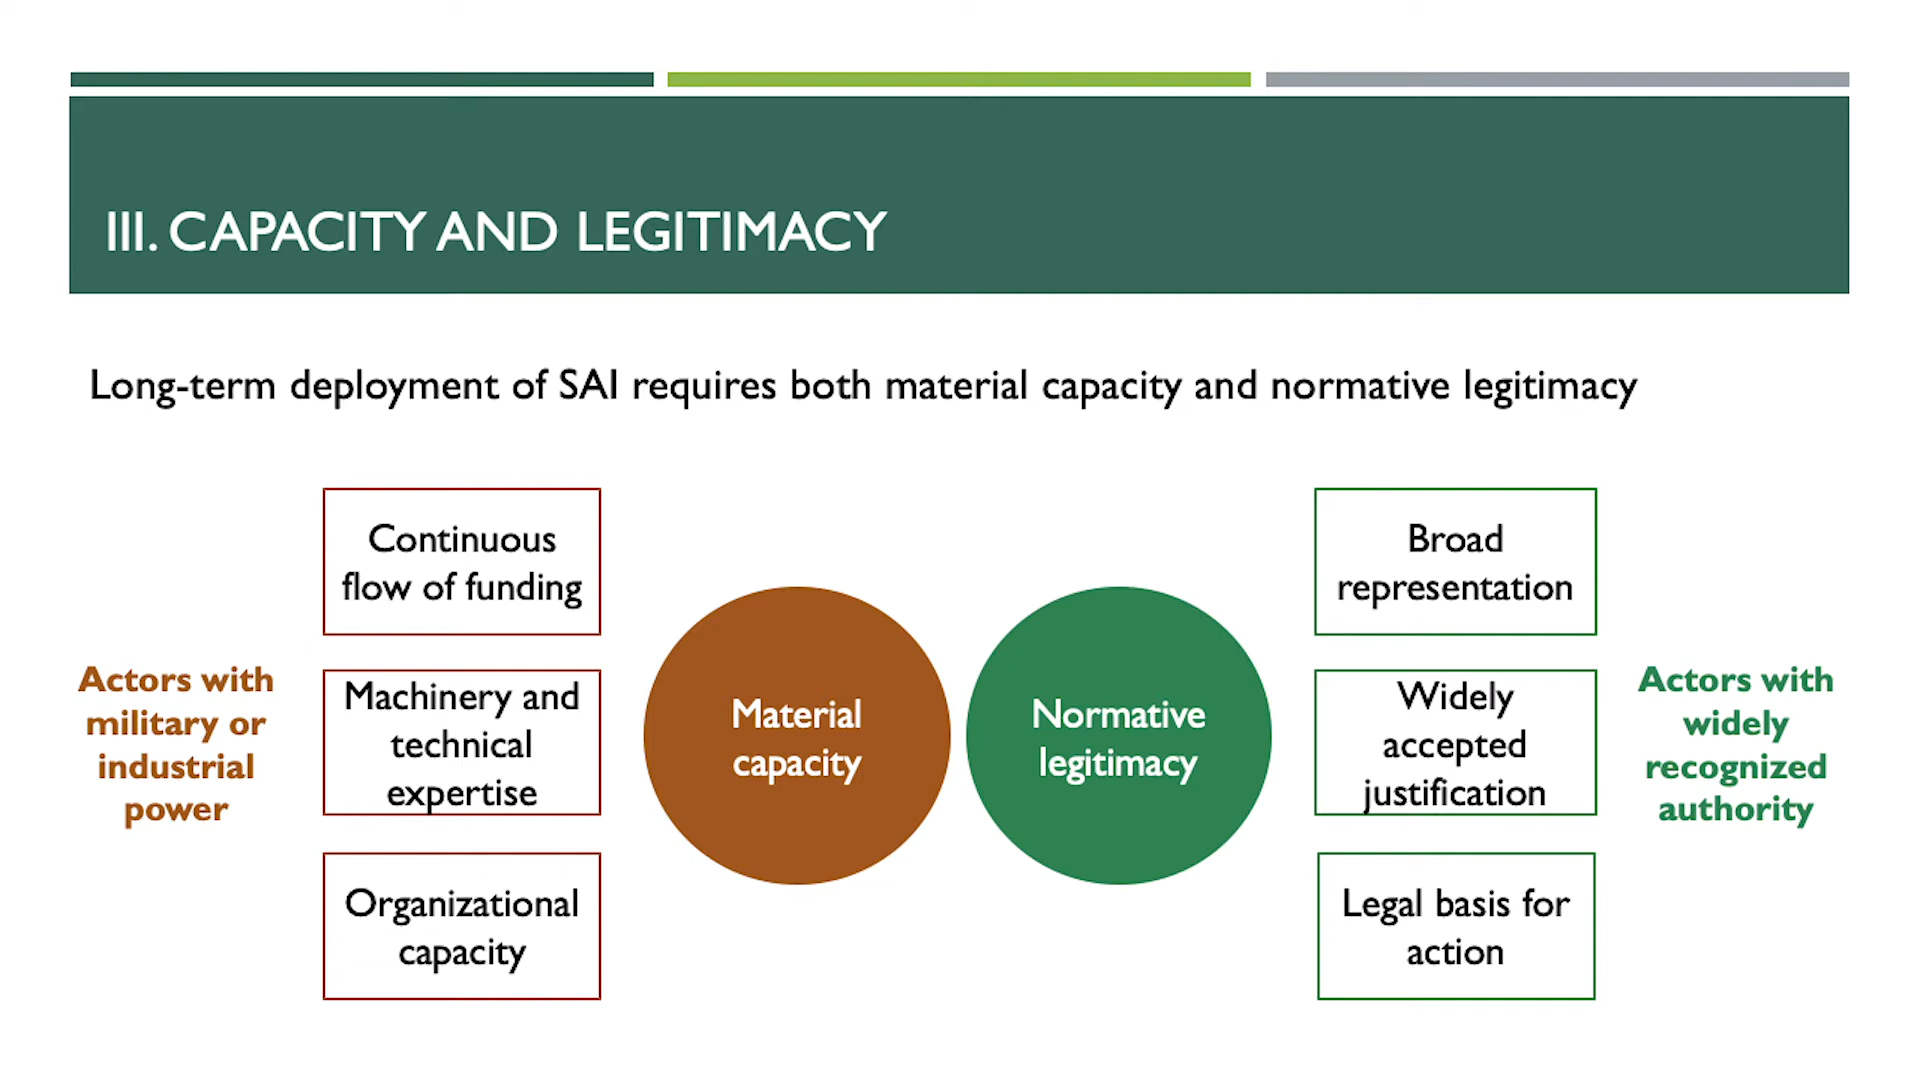 III. CAPACITY AND LEGITIMACY
Long-term deployment of SAI requires both material capacity and normative legitimacy
Actors with
military or
industrial
power
Continuous
flow of funding
Machinery and
technical
expertise
Organizational
capacity
Material
capacity
Normative
legitimacy
Broad
representation
Widely
accepted
justification
Legal basis for
action
Actors with
widely
recognized
authority